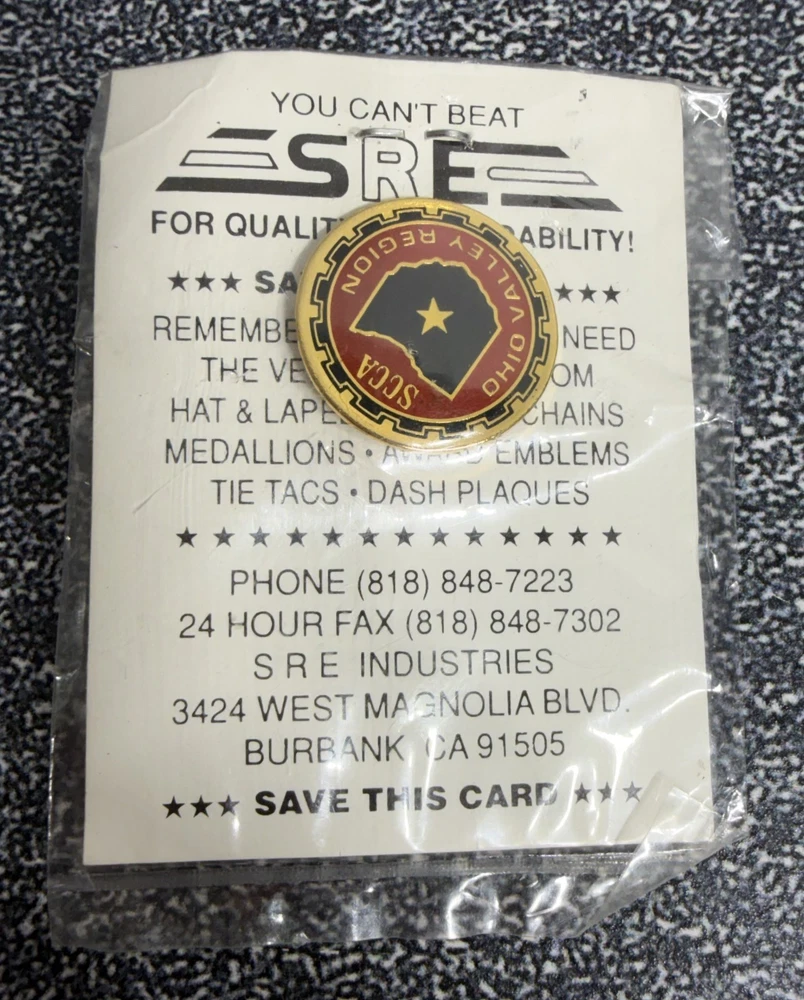 YOU CAN'T BEAT
SRE
FOR QUALIT ABILITY!
★★★ SA ★★★
REMEMBE NEED
THE VE OM
HAT & LAPE CHAINS
MEDALLIONS • AWARD EMBLEMS
TIE TACS • DASH PLAQUES
★ ★ ★ ★ ★ ★ ★ ★ ★ ★ ★ ★ ★
PHONE (818) 848-7223
24 HOUR FAX (818) 848-7302
S R E INDUSTRIES
3424 WEST MAGNOLIA BLVD.
BURBANK CA 91505
★★★ SAVE THIS CARD ★★★
OHIO VALLEY REGION
SCCA